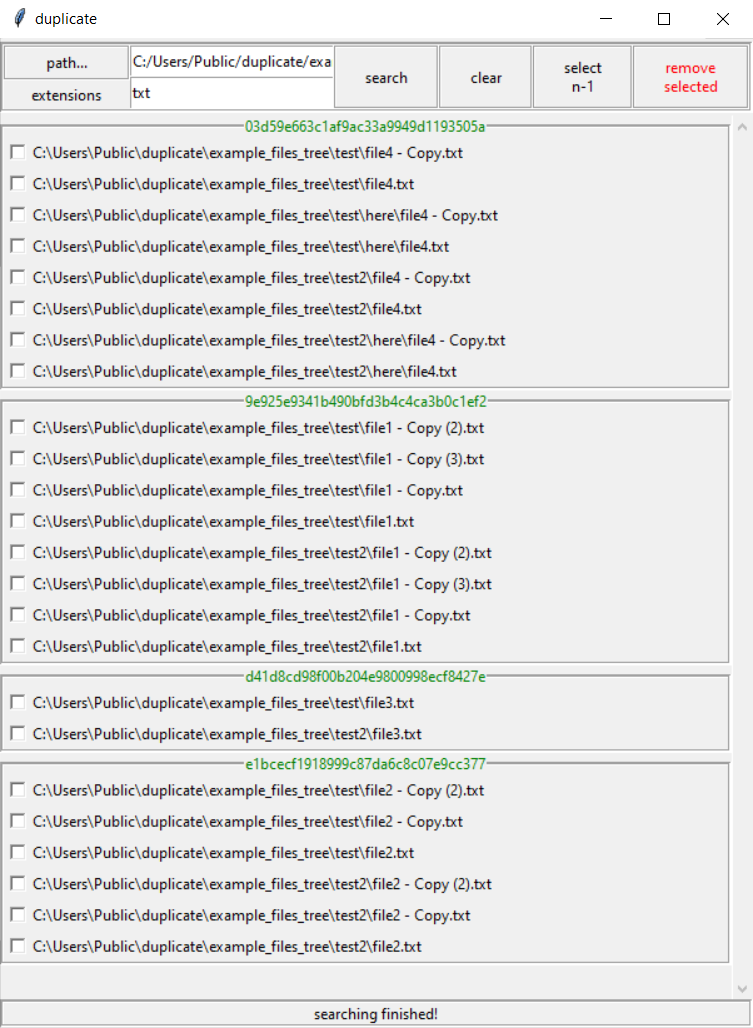 duplicate
path...
C:/Users/Public/duplicate/exa
extensions
txt
search
clear
select
n-1
remove
selected
03d59e663c1af9ac33a9949d1193505a
C:\Users\Public\duplicate\example_files_tree\test\file4 - Copy.txt
C:\Users\Public\duplicate\example_files_tree\test\file4.txt
C:\Users\Public\duplicate\example_files_tree\test\here\file4 - Copy.txt
C:\Users\Public\duplicate\example_files_tree\test\here\file4.txt
C:\Users\Public\duplicate\example_files_tree\test2\file4 - Copy.txt
C:\Users\Public\duplicate\example_files_tree\test2\file4.txt
C:\Users\Public\duplicate\example_files_tree\test2\here\file4 - Copy.txt
C:\Users\Public\duplicate\example_files_tree\test2\here\file4.txt
9e925e9341b490bfd3b4c4ca3b0c1ef2
C:\Users\Public\duplicate\example_files_tree\test\file1 - Copy (2).txt
C:\Users\Public\duplicate\example_files_tree\test\file1 - Copy (3).txt
C:\Users\Public\duplicate\example_files_tree\test\file1 - Copy.txt
C:\Users\Public\duplicate\example_files_tree\test\file1.txt
C:\Users\Public\duplicate\example_files_tree\test2\file1 - Copy (2).txt
C:\Users\Public\duplicate\example_files_tree\test2\file1 - Copy (3).txt
C:\Users\Public\duplicate\example_files_tree\test2\file1 - Copy.txt
C:\Users\Public\duplicate\example_files_tree\test2\file1.txt
d41d8cd98f00b204e9800998ecf8427e
C:\Users\Public\duplicate\example_files_tree\test\file3.txt
C:\Users\Public\duplicate\example_files_tree\test2\file3.txt
e1bcecf1918999c87da6c8c07e9cc377
C:\Users\Public\duplicate\example_files_tree\test\file2 - Copy (2).txt
C:\Users\Public\duplicate\example_files_tree\test\file2 - Copy.txt
C:\Users\Public\duplicate\example_files_tree\test\file2.txt
C:\Users\Public\duplicate\example_files_tree\test2\file2 - Copy (2).txt
C:\Users\Public\duplicate\example_files_tree\test2\file2 - Copy.txt
C:\Users\Public\duplicate\example_files_tree\test2\file2.txt
searching finished!